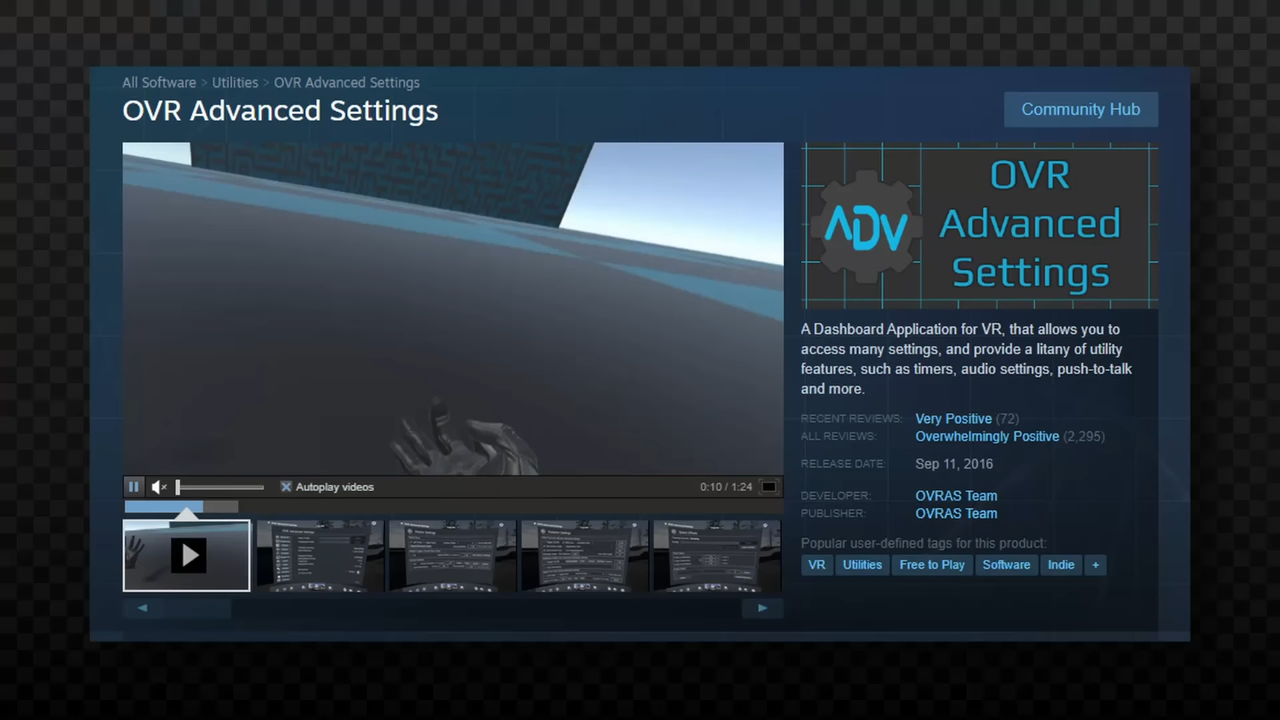 All Software > Utilities > OVR Advanced Settings
OVR Advanced Settings
Community Hub
ADV
OVR
Advanced
Settings
A Dashboard Application for VR, that allows you to
access many settings, and provide a litany of utility
features, such as timers, audio settings, push-to-talk
and more.
RECENT REVIEWS: Very Positive (72)
ALL REVIEWS: Overwhelmingly Positive (2,295)
RELEASE DATE: Sep 11, 2016
DEVELOPER: OVRAS Team
PUBLISHER: OVRAS Team
Popular user-defined tags for this product:
VR Utilities Free to Play Software Indie +
Autoplay videos 0:10 / 1:24